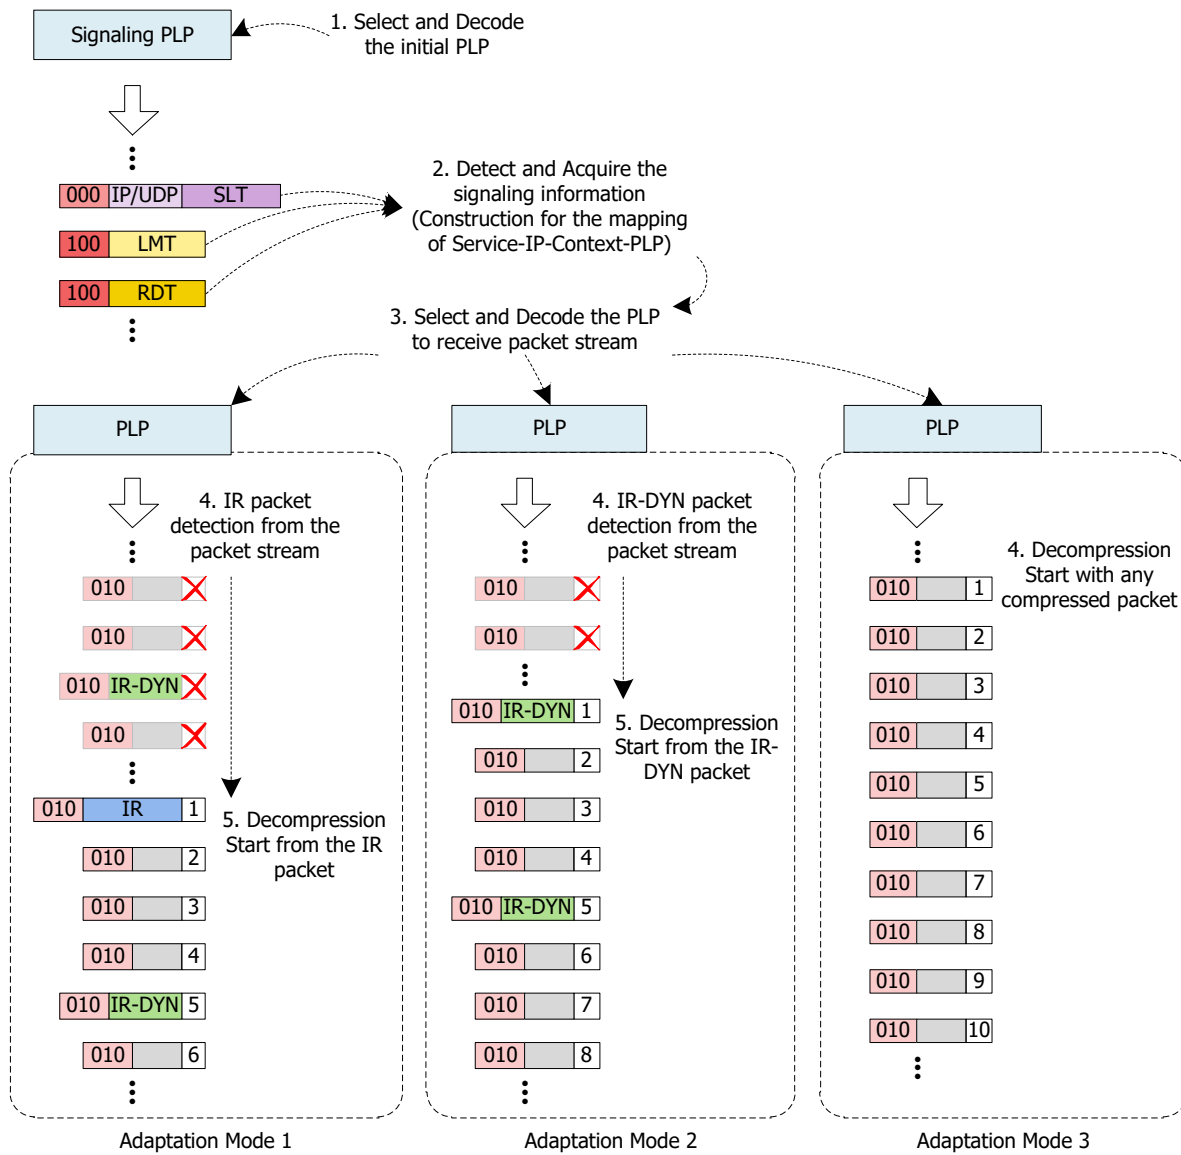 Signaling PLP
1. Select and Decode
the initial PLP
000 IP/UDP SLT
100 LMT
100 RDT
2. Detect and Acquire the
signaling information
(Construction for the mapping
of Service-IP-Context-PLP)
3. Select and Decode the PLP
to receive packet stream
PLP
4. IR packet
detection from the
packet stream
010
010
010 IR-DYN
010
010 IR 1
010 2
010 3
010 4
010 IR-DYN 5
010 6
5. Decompression
Start from the IR
packet
Adaptation Mode 1
PLP
4. IR-DYN packet
detection from the
packet stream
010
010
010 IR-DYN 1
010 2
010 3
010 4
010 IR-DYN 5
010 6
010 7
010 8
5. Decompression
Start from the IR-
DYN packet
Adaptation Mode 2
PLP
4. Decompression
Start with any
compressed packet
010 1
010 2
010 3
010 4
010 5
010 6
010 7
010 8
010 9
010 10
Adaptation Mode 3